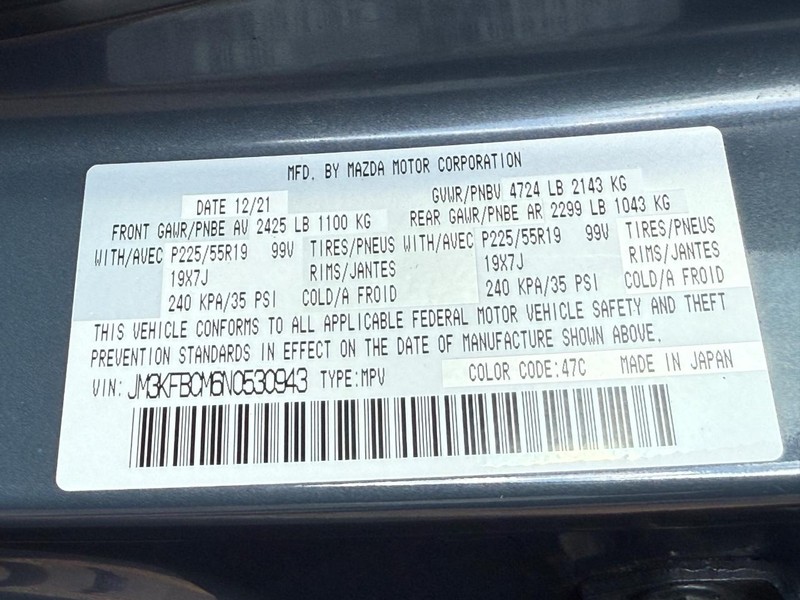 MFD. BY MAZDA MOTOR CORPORATION
DATE 12/21 GVWR/PNBV 4724 LB 2143 KG
FRONT GAWR/PNBE AV 2425 LB 1100 KG REAR GAWR/PNBE AR 2299 LB 1043 KG
WITH/AVEC P225/55R19 99V TIRES/PNEUS WITH/AVEC P225/55R19 99V TIRES/PNEUS
19X7J RIMS/JANTES 19X7J RIMS/JANTES
240 KPA/35 PSI COLD/A FROID 240 KPA/35 PSI COLD/A FROID
THIS VEHICLE CONFORMS TO ALL APPLICABLE FEDERAL MOTOR VEHICLE SAFETY AND THEFT
PREVENTION STANDARDS IN EFFECT ON THE DATE OF MANUFACTURE SHOWN ABOVE.
VIN: JM3KFBCM6N0530943 TYPE:MPV COLOR CODE:47C MADE IN JAPAN